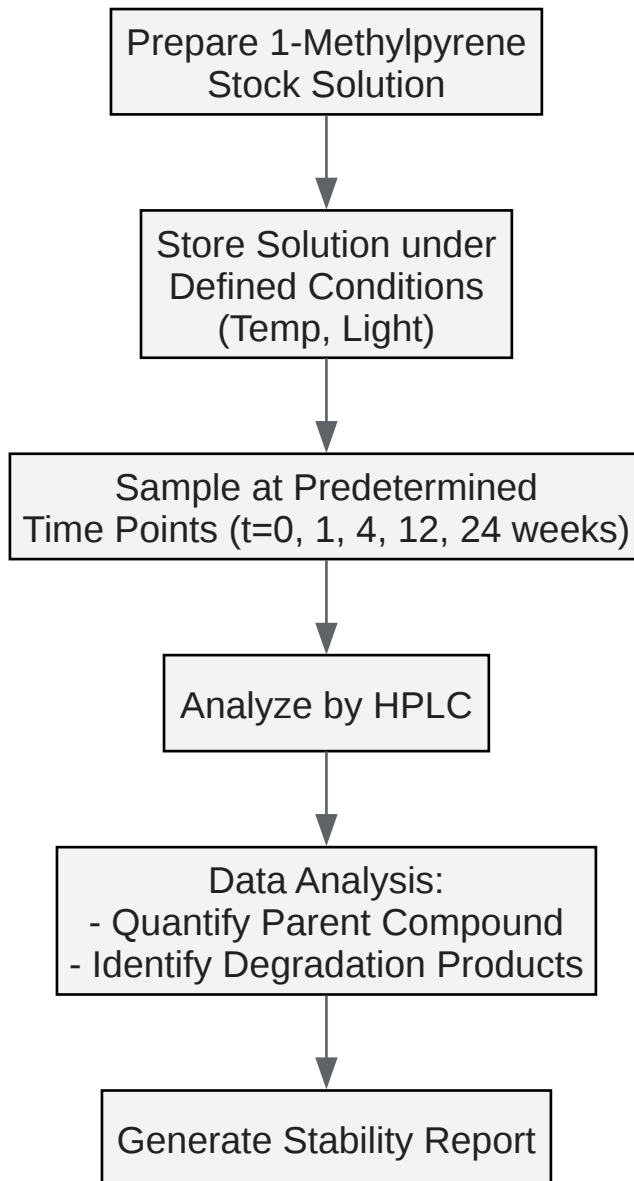 Prepare 1-Methylpyrene
Stock Solution
Store Solution under
Defined Conditions
(Temp, Light)
Sample at Predetermined
Time Points (t=0, 1, 4, 12, 24 weeks)
Analyze by HPLC
Data Analysis:
- Quantify Parent Compound
- Identify Degradation Products
Generate Stability Report